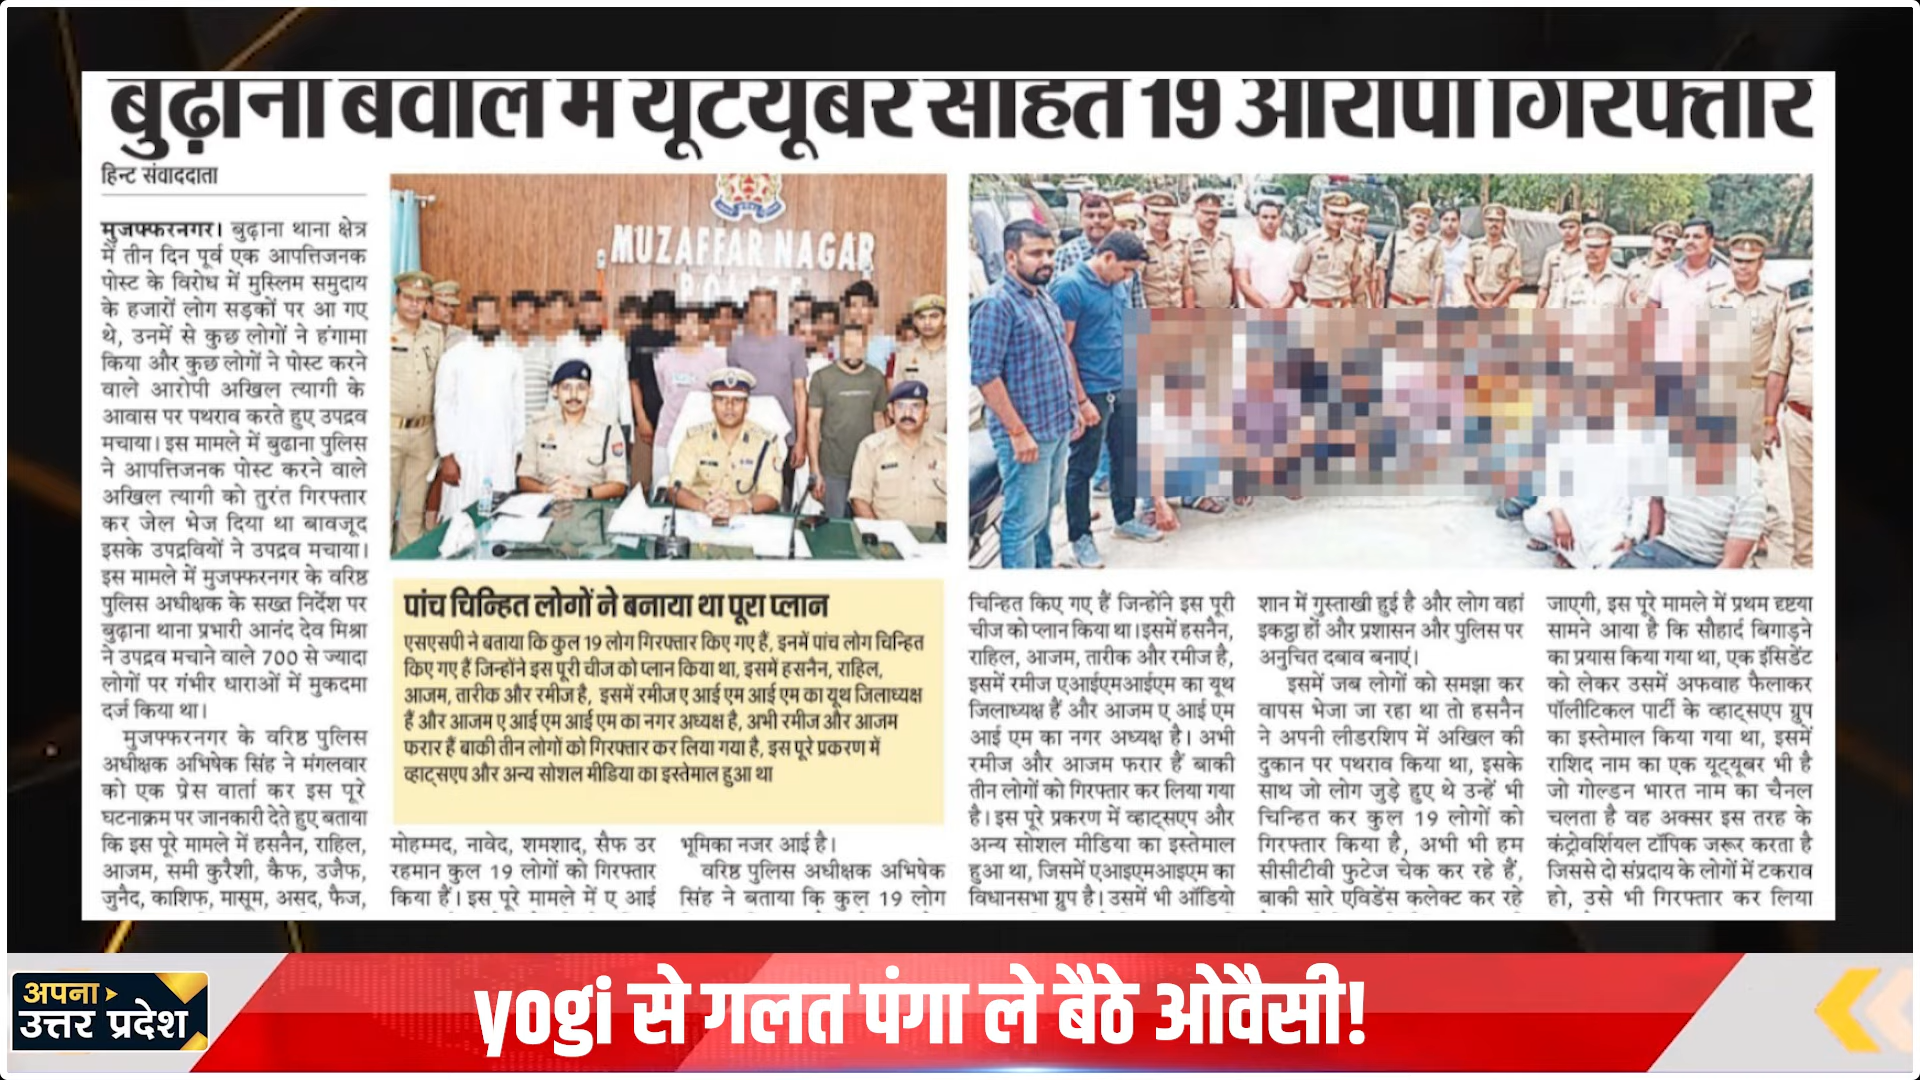 बुढ़ाना बवाल में यूट्यूबर सहित 19 आरोपी गिरफ्तार
हिन्ट संवाददाता
मुजफ्फरनगर। बुढ़ाना थाना क्षेत्र
में तीन दिन पूर्व एक आपत्तिजनक
पोस्ट के विरोध में मुस्लिम समुदाय
के हजारों लोग सड़कों पर आ गए
थे, उनमें से कुछ लोगों ने हंगामा
किया और कुछ लोगों ने पोस्ट करने
वाले आरोपी अखिल त्यागी के
आवास पर पथराव करते हुए उपद्रव
मचाया। इस मामले में बुढाना पुलिस
ने आपत्तिजनक पोस्ट करने वाले
अखिल त्यागी को तुरंत गिरफ्तार
कर जेल भेज दिया था बावजूद
इसके उपद्रवियों ने उपद्रव मचाया।
इस मामले में मुजफ्फरनगर के वरिष्ठ
पुलिस अधीक्षक के सख्त निर्देश पर
बुढ़ाना थाना प्रभारी आनंद देव मिश्रा
ने उपद्रव मचाने वाले 700 से ज्यादा
लोगों पर गंभीर धाराओं में मुकदमा
दर्ज किया था।
मुजफ्फरनगर के वरिष्ठ पुलिस
अधीक्षक अभिषेक सिंह ने मंगलवार
को एक प्रेस वार्ता कर इस पूरे
घटनाक्रम पर जानकारी देते हुए बताया
कि इस पूरे मामले में हसनैन, राहिल,
आजम, समी कुरैशी, कैफ, उजैफ,
जुनैद, काशिफ, मासूम, असद, फैज,
MUZAFFAR NAGAR
POLICE
पांच चिन्हित लोगों ने बनाया था पूरा प्लान
एसएसपी ने बताया कि कुल 19 लोग गिरफ्तार किए गए हैं, इनमें पांच लोग चिन्हित
किए गए हैं जिन्होंने इस पूरी चीज को प्लान किया था, इसमें हसनैन, राहिल,
आजम, तारीक और रमीज है, इसमें रमीज ए आई एम आई एम का यूथ जिलाध्यक्ष
हैं और आजम ए आई एम आई एम का नगर अध्यक्ष है, अभी रमीज और आजम
फरार हैं बाकी तीन लोगों को गिरफ्तार कर लिया गया है, इस पूरे प्रकरण में
व्हाट्सएप और अन्य सोशल मीडिया का इस्तेमाल हुआ था
मोहम्मद, नावेद, शमशाद, सैफ उर
रहमान कुल 19 लोगों को गिरफ्तार
किया हैं। इस पूरे मामले में ए आई
भूमिका नजर आई है।
वरिष्ठ पुलिस अधीक्षक अभिषेक
सिंह ने बताया कि कुल 19 लोग
चिन्हित किए गए हैं जिन्होंने इस पूरी
चीज को प्लान किया था। इसमें हसनैन,
राहिल, आजम, तारीक और रमीज है,
इसमें रमीज एआईएमआईएम का यूथ
जिलाध्यक्ष हैं और आजम ए आई एम
आई एम का नगर अध्यक्ष है। अभी
रमीज और आजम फरार हैं बाकी
तीन लोगों को गिरफ्तार कर लिया गया
है। इस पूरे प्रकरण में व्हाट्सएप और
अन्य सोशल मीडिया का इस्तेमाल
हुआ था, जिसमें एआइएमआइएम का
विधानसभा ग्रुप है। उसमें भी ऑडियो
शान में गुस्ताखी हुई है और लोग वहां
इकट्ठा हों और प्रशासन और पुलिस पर
अनुचित दबाव बनाएं।
इसमें जब लोगों को समझा कर
वापस भेजा जा रहा था तो हसनैन
ने अपनी लीडरशिप में अखिल की
दुकान पर पथराव किया था, इसके
साथ जो लोग जुड़े हुए थे उन्हें भी
चिन्हित कर कुल 19 लोगों को
गिरफ्तार किया है, अभी भी हम
सीसीटीवी फुटेज चेक कर रहे हैं,
बाकी सारे एविडेंस कलेक्ट कर रहे
जाएगी, इस पूरे मामले में प्रथम दृष्टया
सामने आया है कि सौहार्द बिगाड़ने
का प्रयास किया गया था, एक इंसिडेंट
को लेकर उसमें अफवाह फैलाकर
पॉलीटिकल पार्टी के व्हाट्सएप ग्रुप
का इस्तेमाल किया गया था, इसमें
राशिद नाम का एक यूट्यूबर भी है
जो गोल्डन भारत नाम का चैनल
चलता है वह अक्सर इस तरह के
कंट्रोवर्शियल टॉपिक जरूर करता है
जिससे दो संप्रदाय के लोगों में टकराव
हो, उसे भी गिरफ्तार कर लिया
अपना
उत्तर प्रदेश
yogi से गलत पंगा ले बैठे ओवैसी!